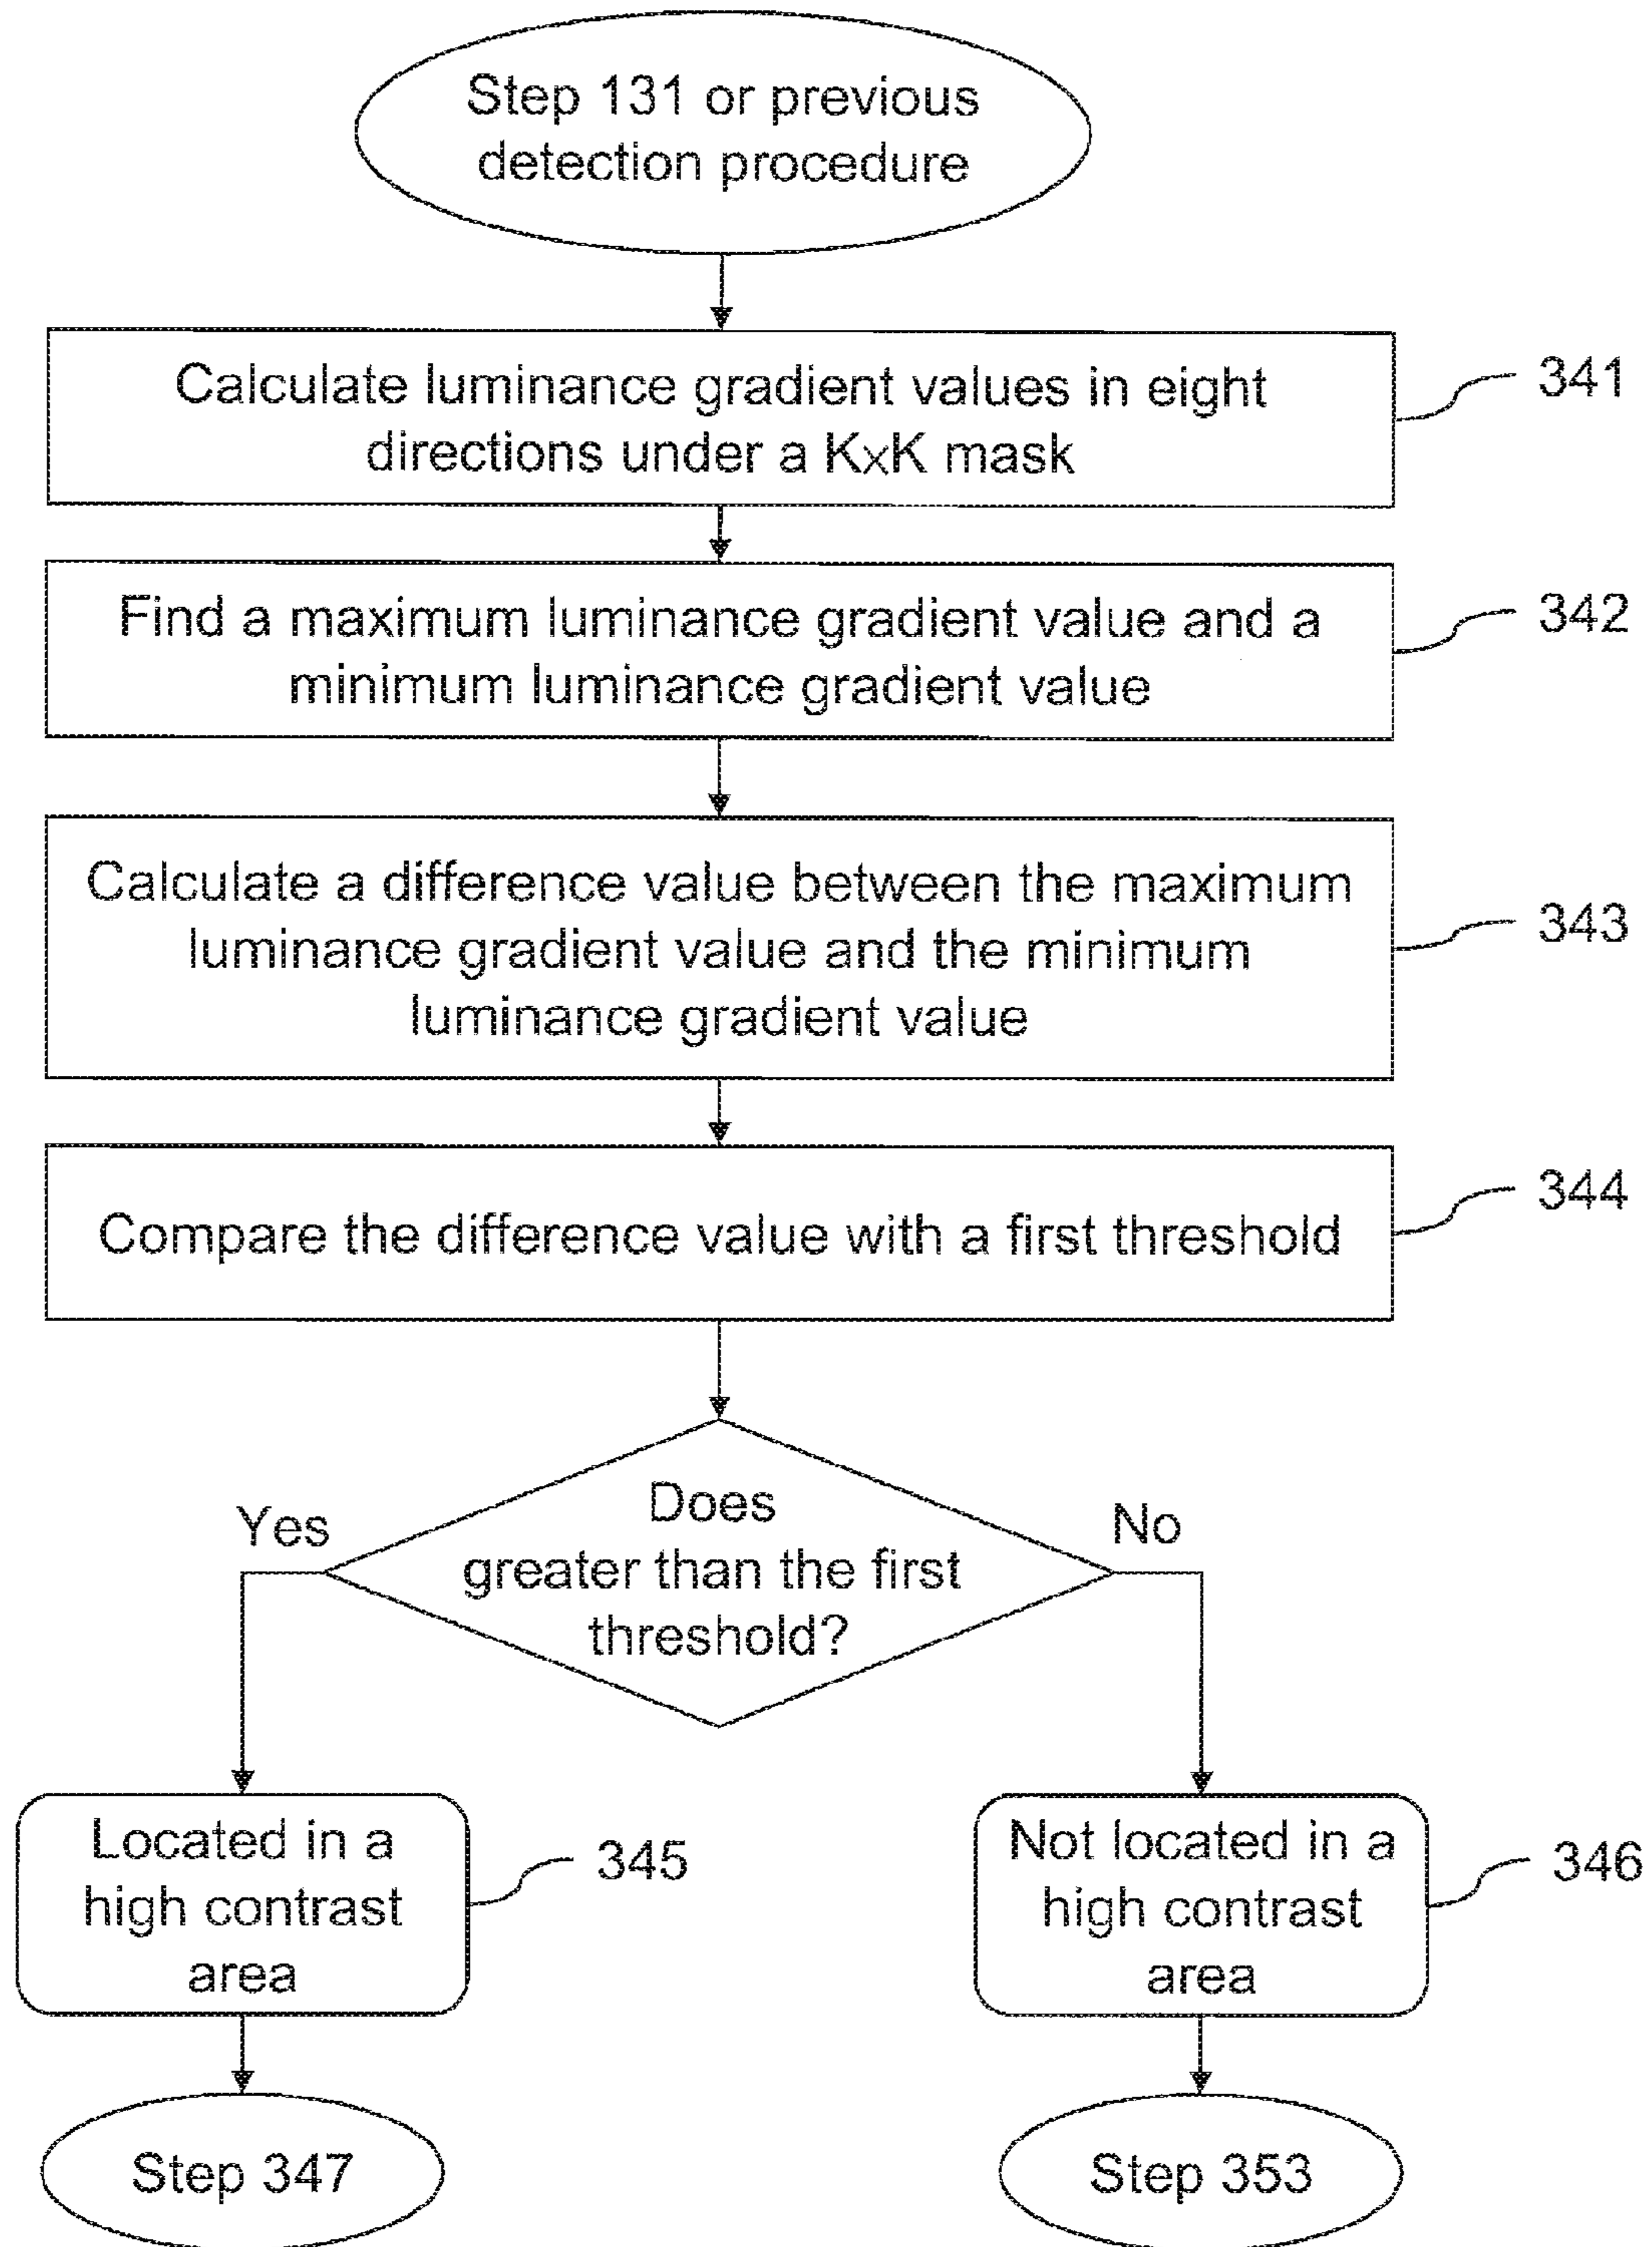 Step 131 or previous
detection procedure
Calculate luminance gradient values in eight
directions under a K×K mask
341
Find a maximum luminance gradient value and a
minimum luminance gradient value
342
Calculate a difference value between the maximum
luminance gradient value and the minimum
luminance gradient value
343
Compare the difference value with a first threshold
344
Does
greater than the first
threshold?
Yes
No
Located in a
high contrast
area
345
Not located in a
high contrast
area
346
Step 347
Step 353